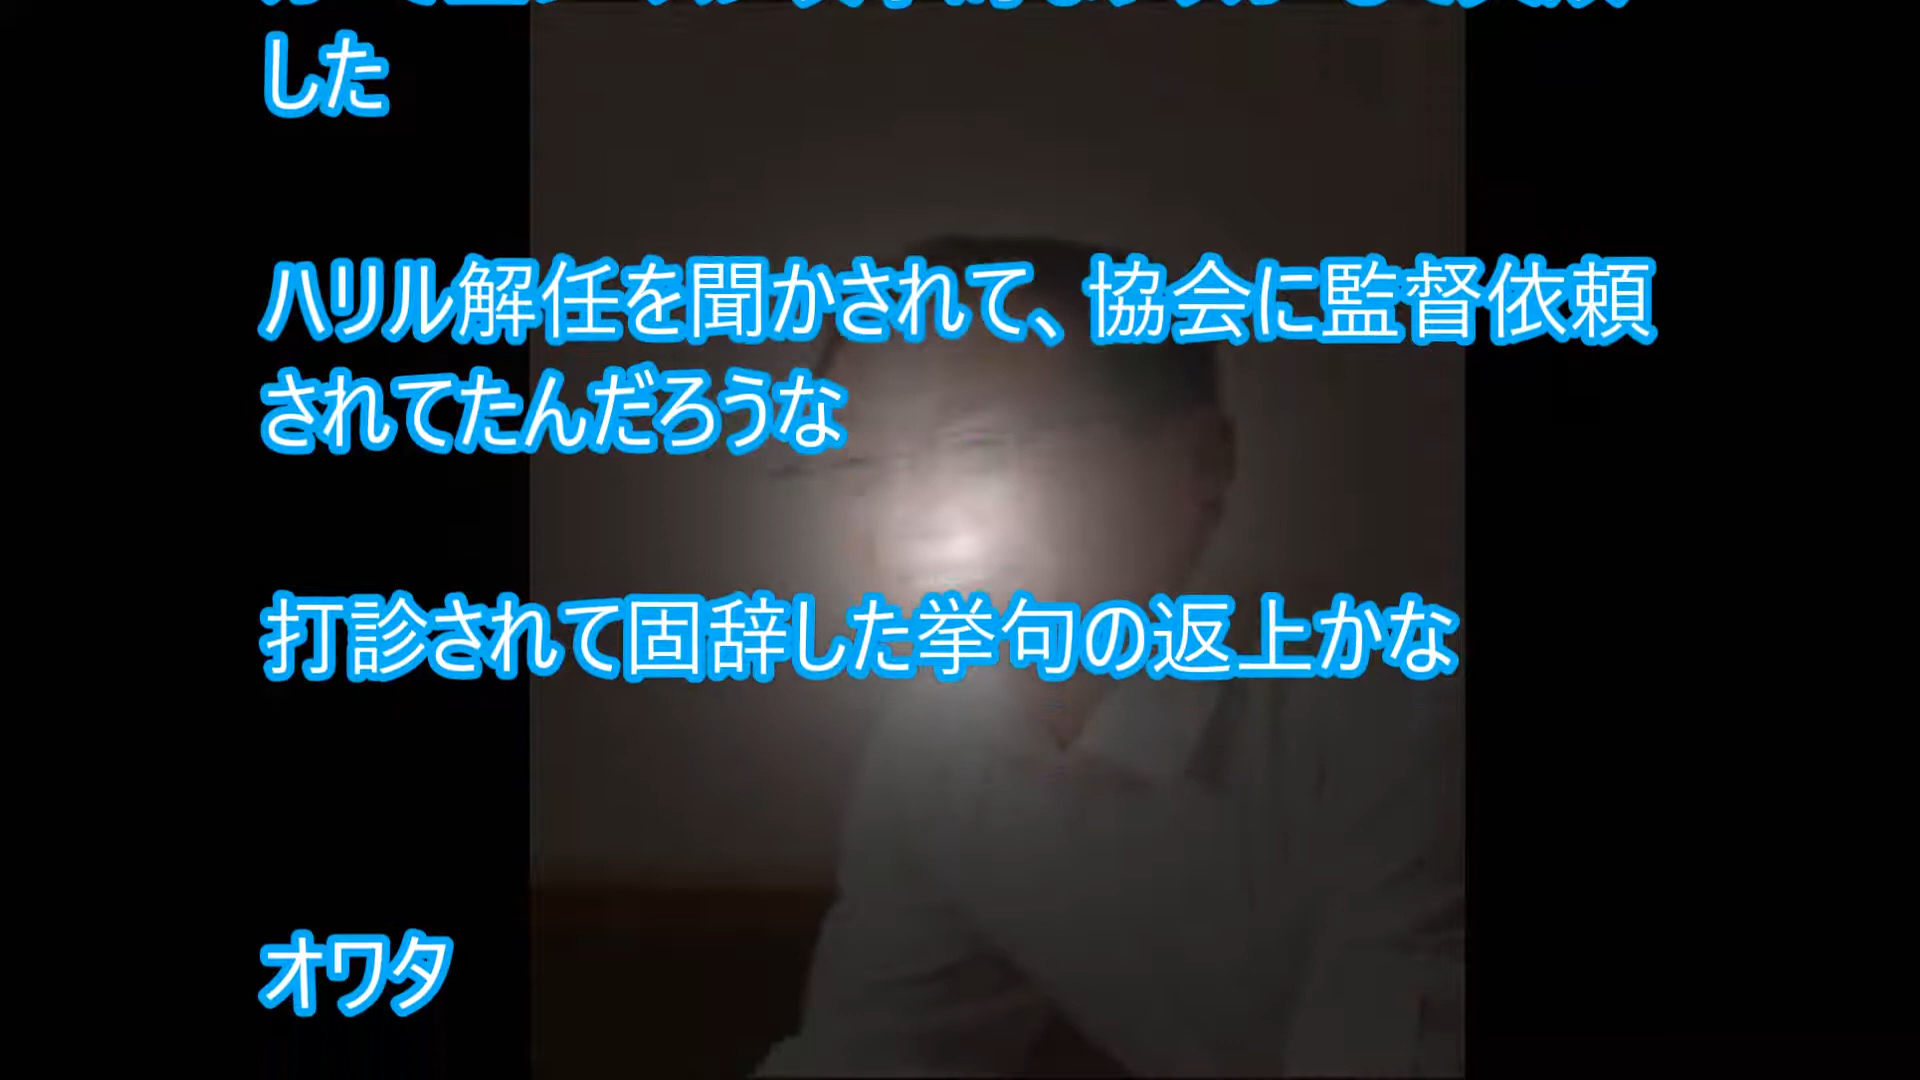 した
ハリル解任を聞かされて、協会に監督依頼
されてたんだろうな
打診されて固辞した挙句の返上かな
オワタ